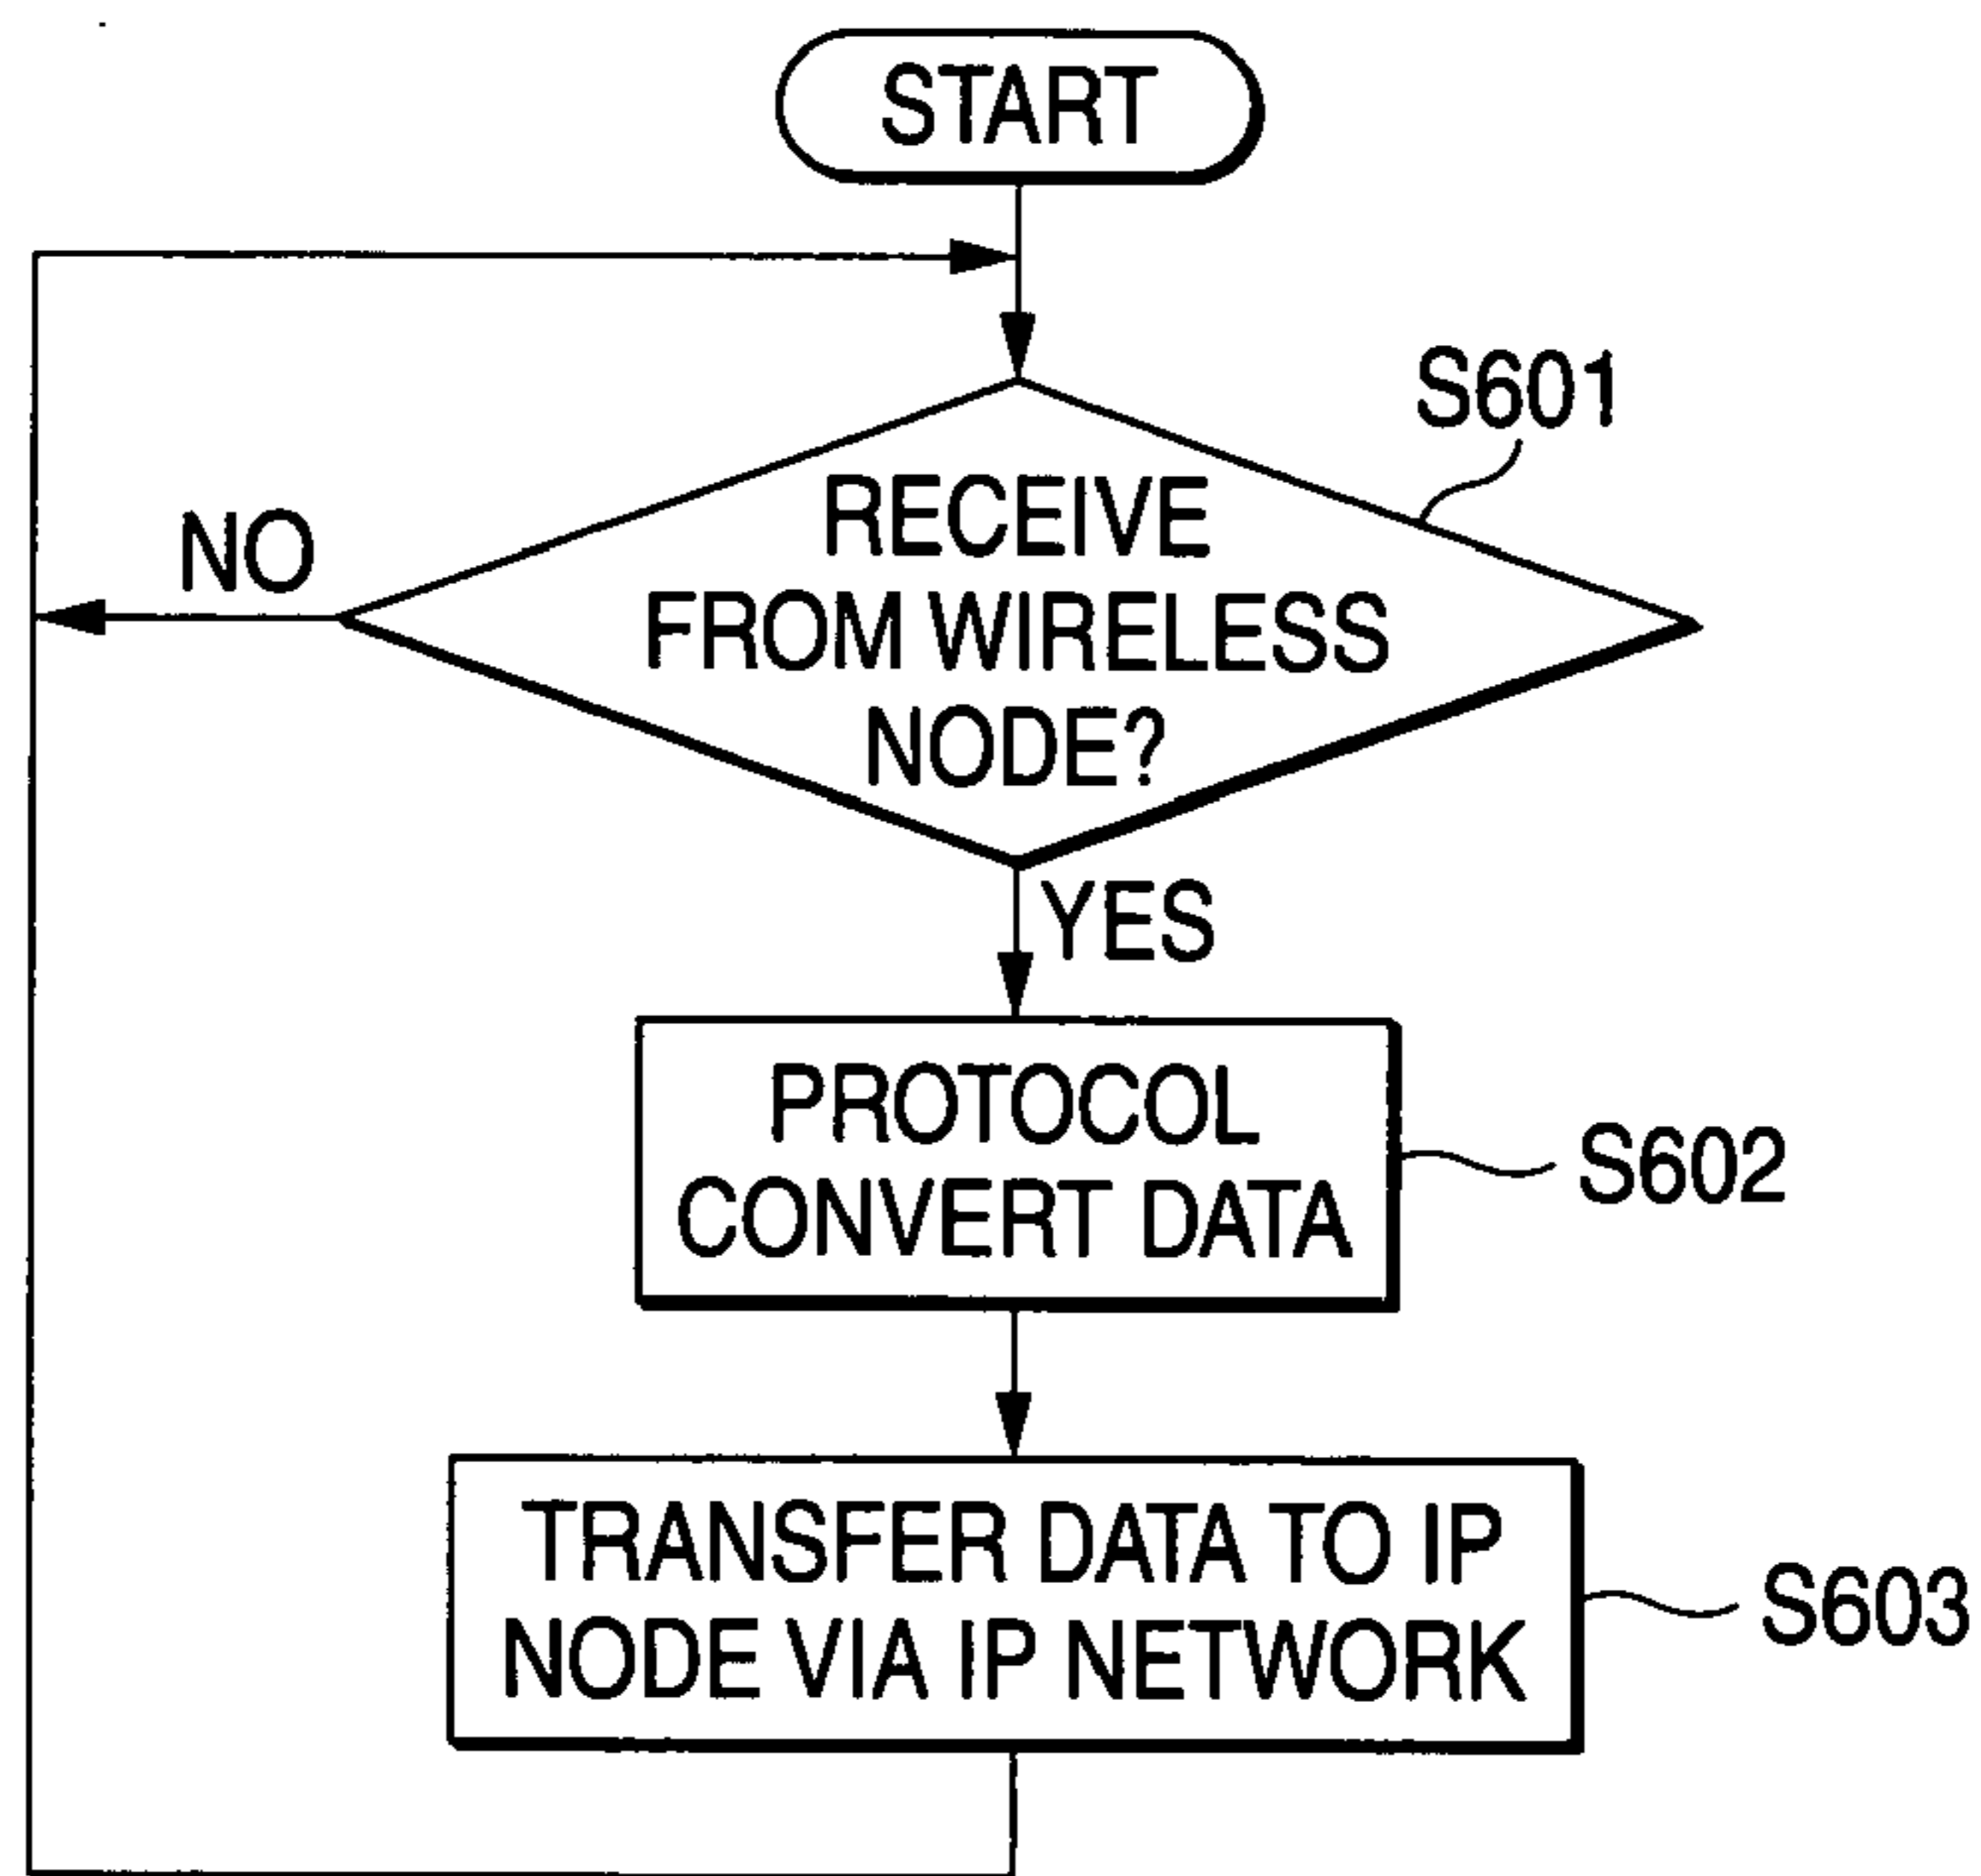 START
S601
RECEIVE
FROM WIRELESS
NODE?
NO
YES
PROTOCOL
CONVERT DATA
S602
TRANSFER DATA TO IP
NODE VIA IP NETWORK
S603